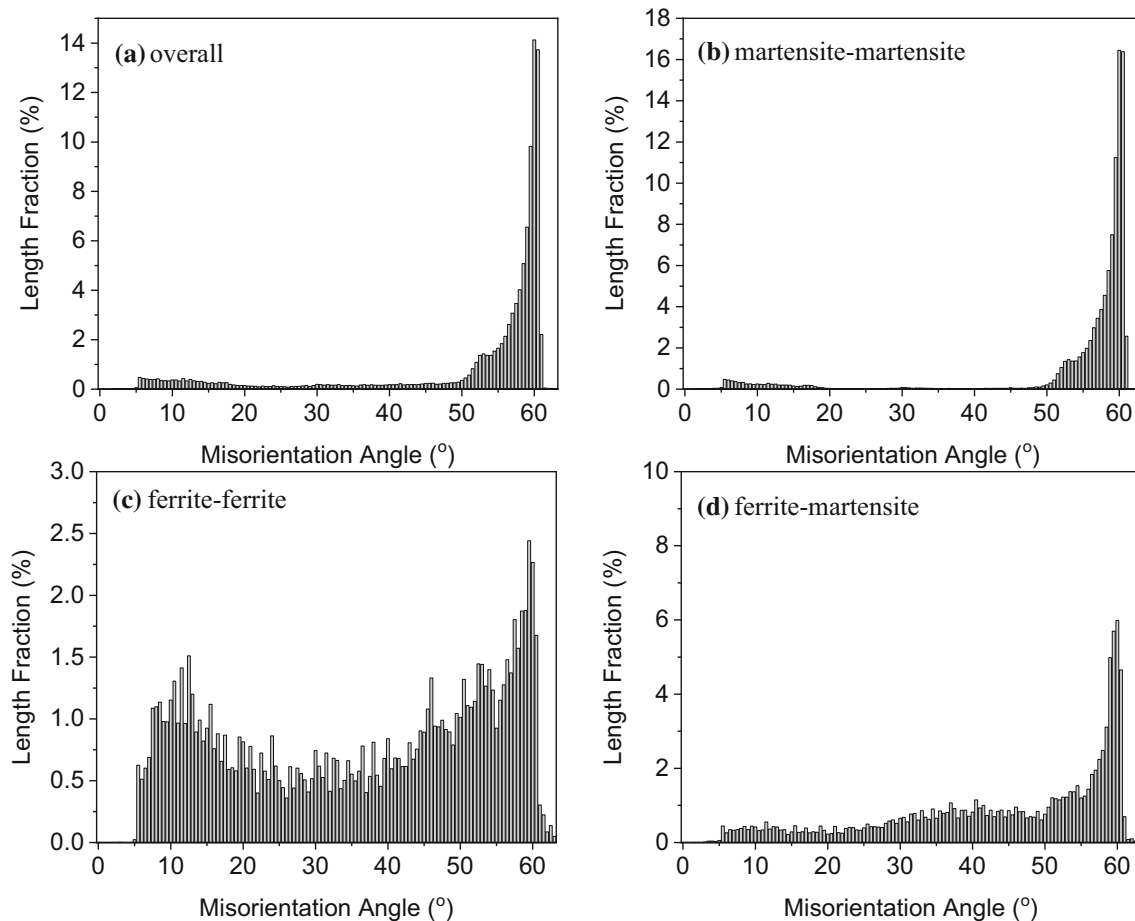 (a) overall
14
12
10
8
6
4
2
0
Length Fraction (%)
0 10 20 30 40 50 60
Misorientation Angle (o)
(b) martensite-martensite
18
16
14
12
10
8
6
4
2
0
Length Fraction (%)
0 10 20 30 40 50 60
Misorientation Angle (o)
(c) ferrite-ferrite
3.0
2.5
2.0
1.5
1.0
0.5
0.0
Length Fraction (%)
0 10 20 30 40 50 60
Misorientation Angle (o)
(d) ferrite-martensite
10
8
6
4
2
0
Length Fraction (%)
0 10 20 30 40 50 60
Misorientation Angle (o)